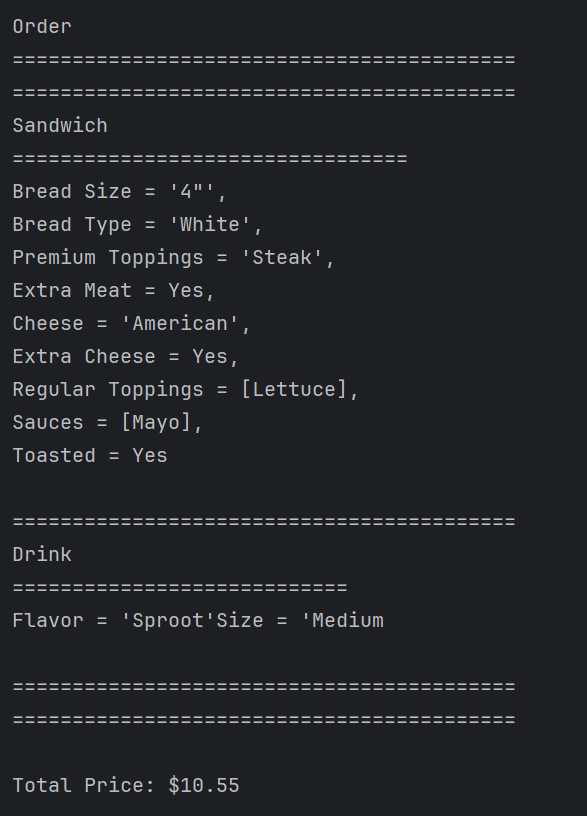 Order
==========================================
==========================================
Sandwich
=================================
Bread Size = '4"',
Bread Type = 'White',
Premium Toppings = 'Steak',
Extra Meat = Yes,
Cheese = 'American',
Extra Cheese = Yes,
Regular Toppings = [Lettuce],
Sauces = [Mayo],
Toasted = Yes
==========================================
Drink
============================
Flavor = 'Sproot'Size = 'Medium
==========================================
==========================================
Total Price: $10.55